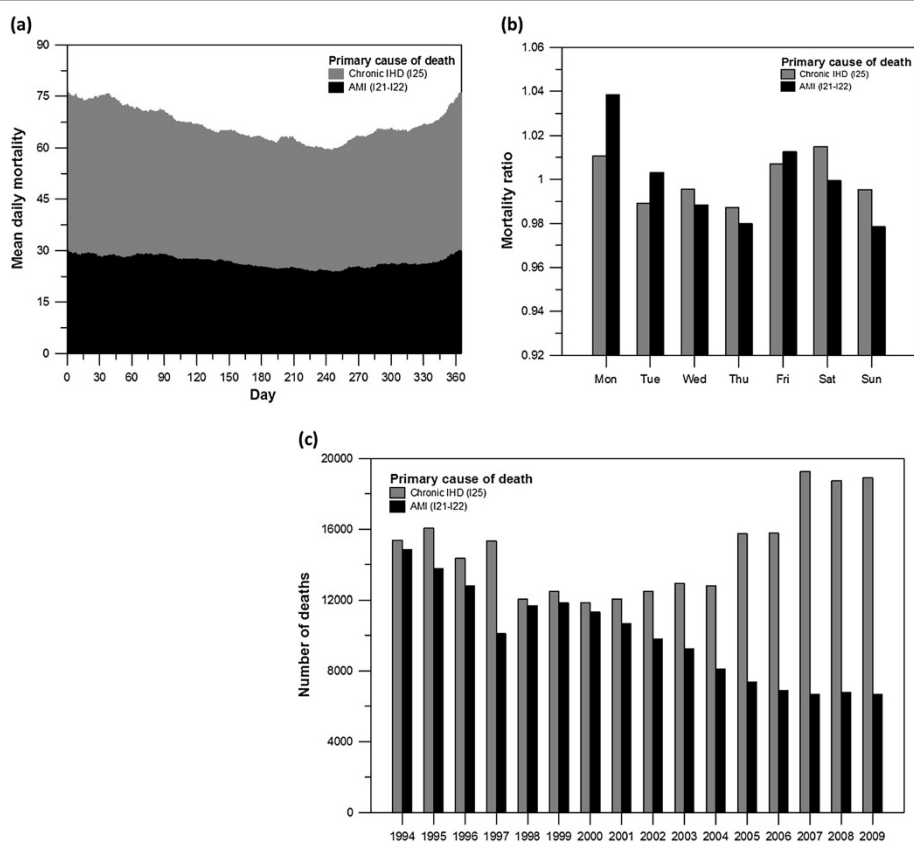 (a)
90
75
60
45
30
15
0
Mean daily mortality
Primary cause of death
Chronic IHD (I25)
AMI (I21-I22)
0 30 60 90 120 150 180 210 240 270 300 330 360
Day
(b)
1.06
1.04
1.02
1
0.98
0.96
0.94
0.92
Mortality ratio
Primary cause of death
Chronic IHD (I25)
AMI (I21-I22)
Mon Tue Wed Thu Fri Sat Sun
(c)
20000
16000
12000
8000
4000
0
Number of deaths
Primary cause of death
Chronic IHD (I25)
AMI (I21-I22)
1994 1995 1996 1997 1998 1999 2000 2001 2002 2003 2004 2005 2006 2007 2008 2009